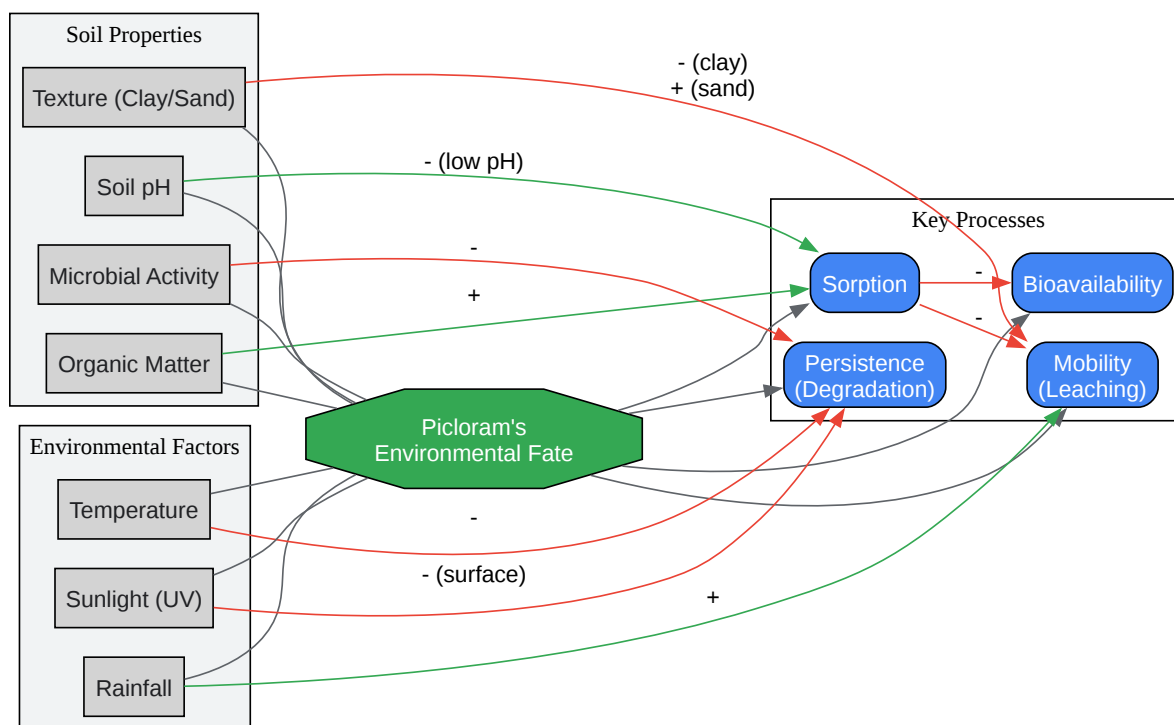 Soil Properties
Texture (Clay/Sand)
Soil pH
Microbial Activity
Organic Matter
Environmental Factors
Temperature
Sunlight (UV)
Rainfall
Picloram's
Environmental Fate
- (clay)
+ (sand)
- (low pH)
-
+
-
- (surface)
+
Key Processes
Sorption
-
Bioavailability
-
Persistence
(Degradation)
Mobility
(Leaching)